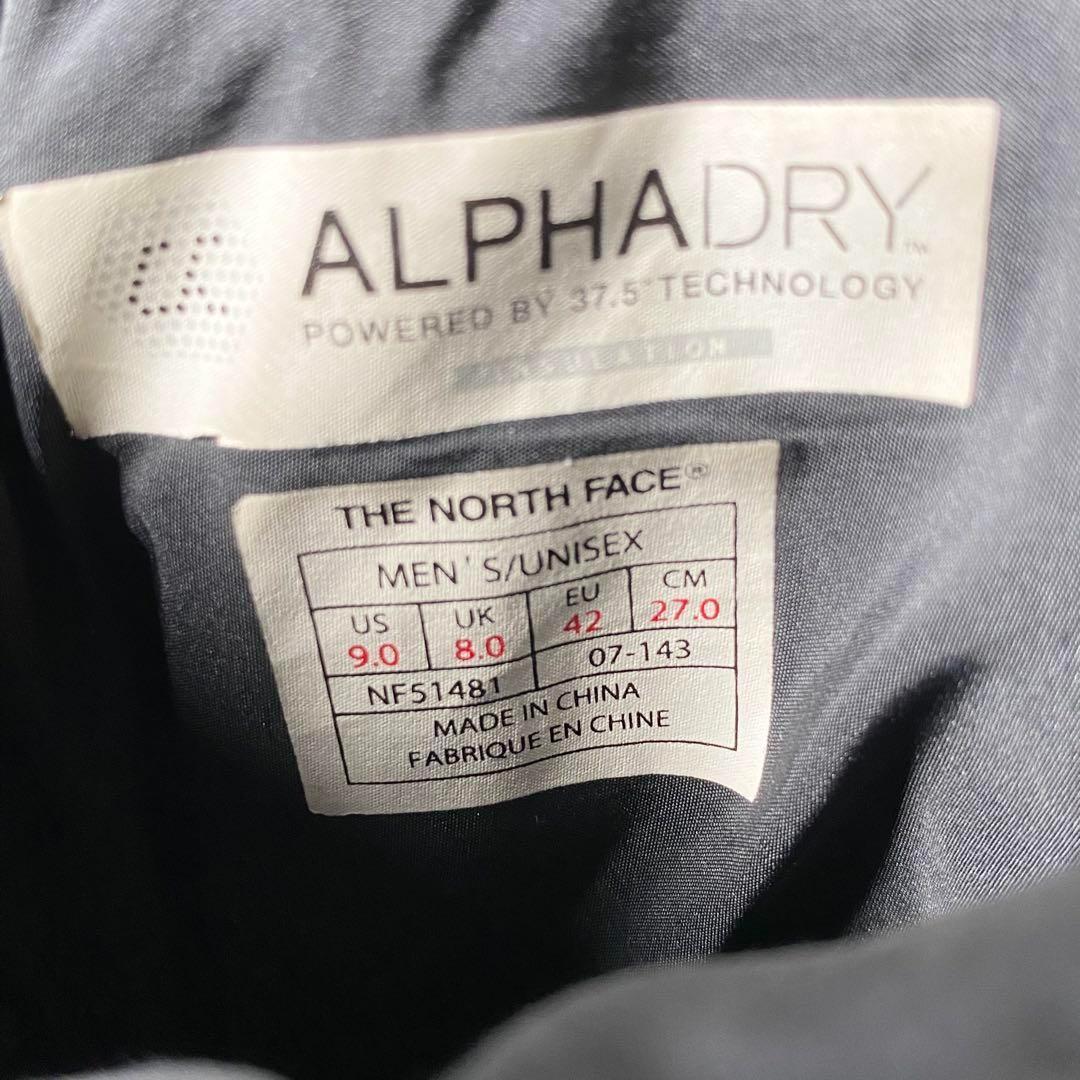 ALPHADRY™
POWERED BY 37.5° TECHNOLOGY
INSULATION
THE NORTH FACE®
MEN'S/UNISEX
US UK EU CM
9.0 8.0 42 27.0
NF51481 07-143
MADE IN CHINA
FABRIQUE EN CHINE